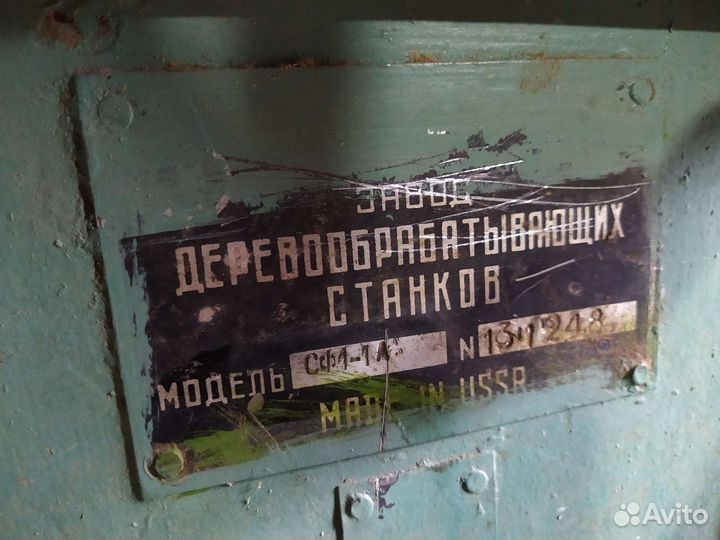 ЗАВОД
ДЕРЕВООБРАБАТЫВАЮЩИХ
СТАНКОВ
МОДЕЛЬ СФ4-1А N 131248
MADE IN USSR
Avito